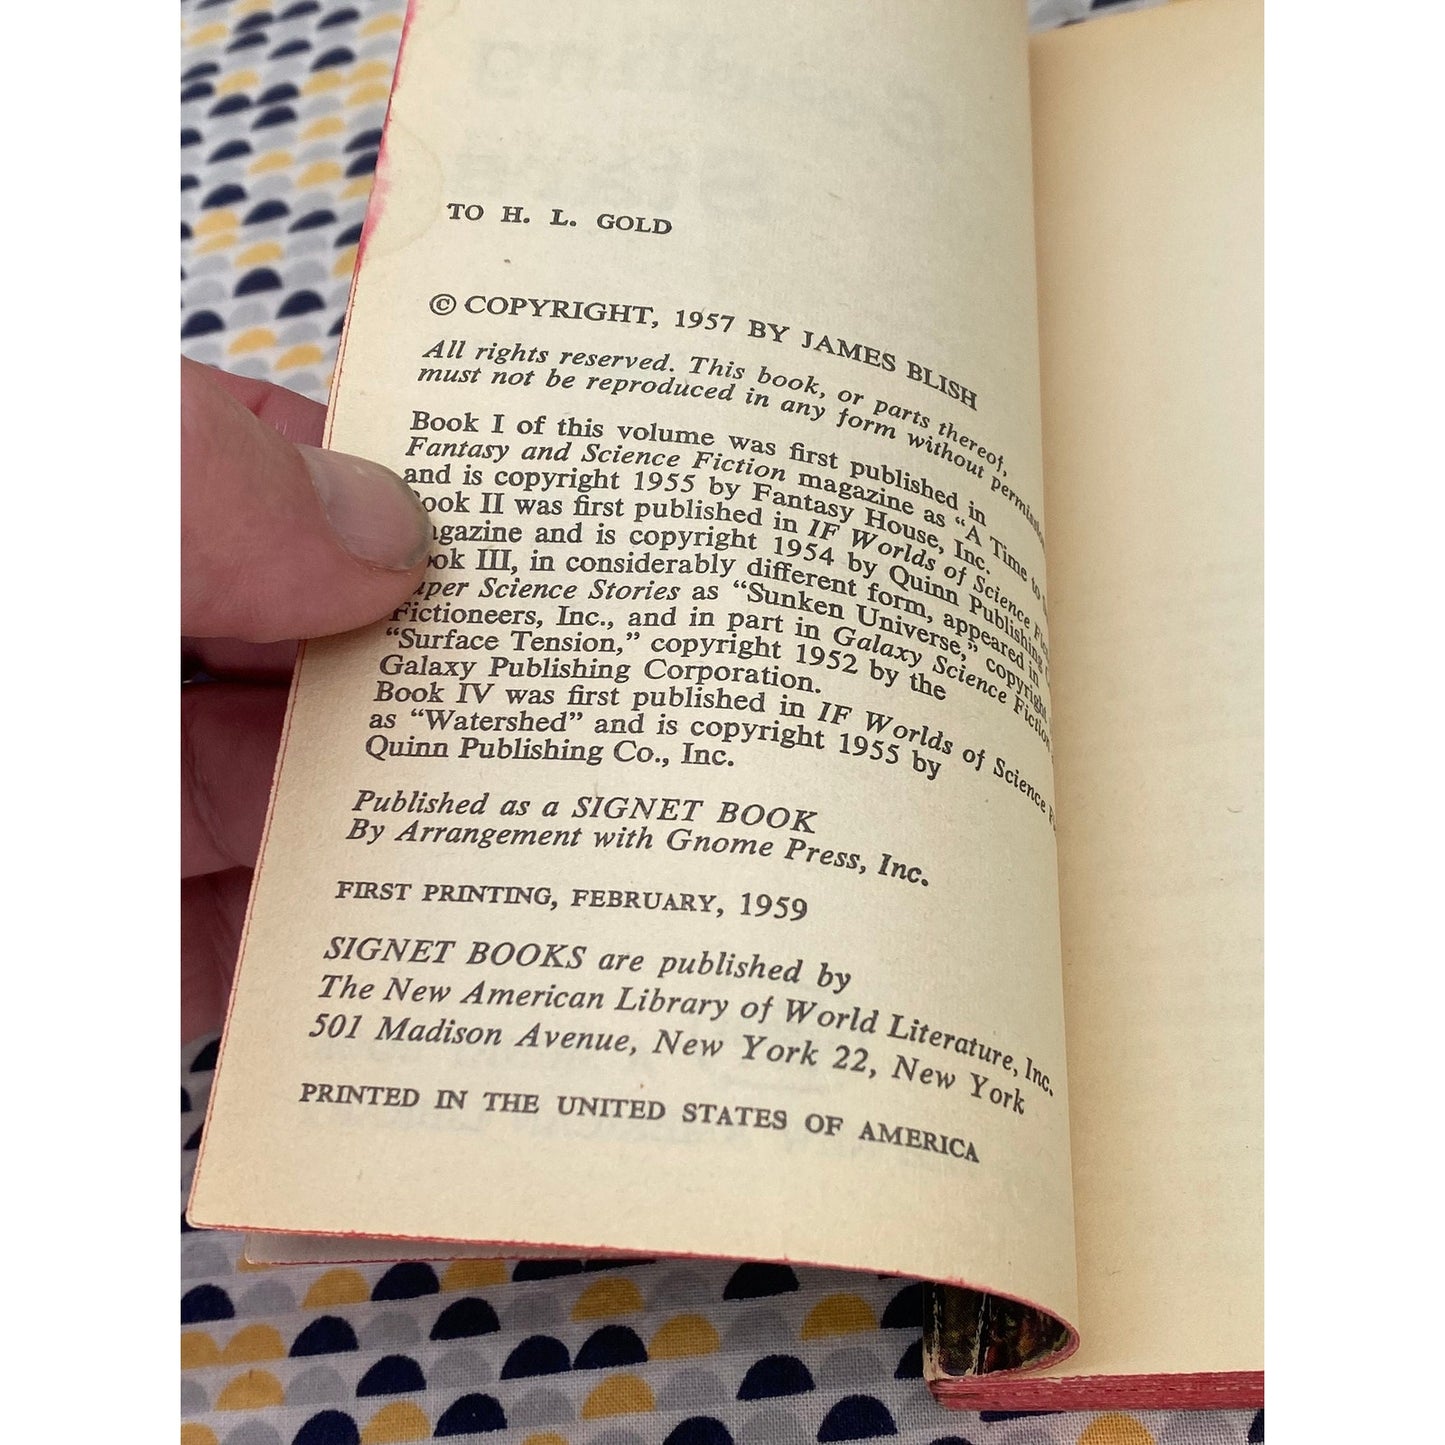 TO H. L. GOLD
© COPYRIGHT, 1957 BY JAMES BLISH
All rights reserved. This book, or parts thereof,
must not be reproduced in any form without permission
Book I of this volume was first published in
Fantasy and Science Fiction magazine as "A Time to
and is copyright 1955 by Fantasy House, Inc.
Book II was first published in IF Worlds of Science
magazine and is copyright 1954 by Quinn Publishing
Book III, in considerably different form, appeared in
Super Science Stories as "Sunken Universe," copyright
Fictioneers, Inc., and in part in Galaxy Science Fiction
"Surface Tension," copyright 1952 by the
Galaxy Publishing Corporation.
Book IV was first published in IF Worlds of Science
as "Watershed" and is copyright 1955 by
Quinn Publishing Co., Inc.
Published as a SIGNET BOOK
By Arrangement with Gnome Press, Inc.
FIRST PRINTING, FEBRUARY, 1959
SIGNET BOOKS are published by
The New American Library of World Literature, Inc.
501 Madison Avenue, New York 22, New York
PRINTED IN THE UNITED STATES OF AMERICA